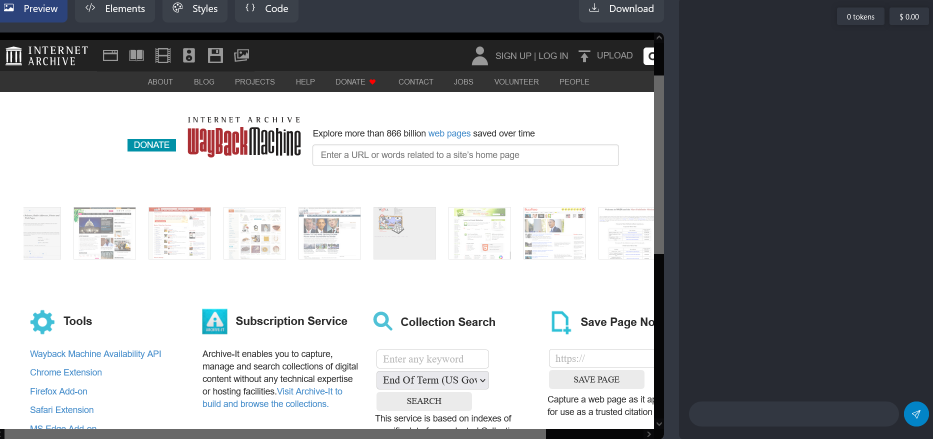 Preview
Elements
Styles
Code
Download
0 tokens
$ 0.00
INTERNET ARCHIVE
SIGN UP | LOG IN
UPLOAD
ABOUT
BLOG
PROJECTS
HELP
DONATE
CONTACT
JOBS
VOLUNTEER
PEOPLE
DONATE
INTERNET ARCHIVE
WayBackMachine
Explore more than 866 billion web pages saved over time
Enter a URL or words related to a site's home page
Tools
Wayback Machine Availability API
Chrome Extension
Firefox Add-on
Safari Extension
MS Edge Add-on
Subscription Service
Archive-It enables you to capture,
manage and search collections of digital
content without any technical expertise
or hosting facilities.Visit Archive-It to
build and browse the collections.
Collection Search
Enter any keyword
End Of Term (US Gov
SEARCH
This service is based on indexes of
Save Page No
https://
SAVE PAGE
Capture a web page as it ap
for use as a trusted citation